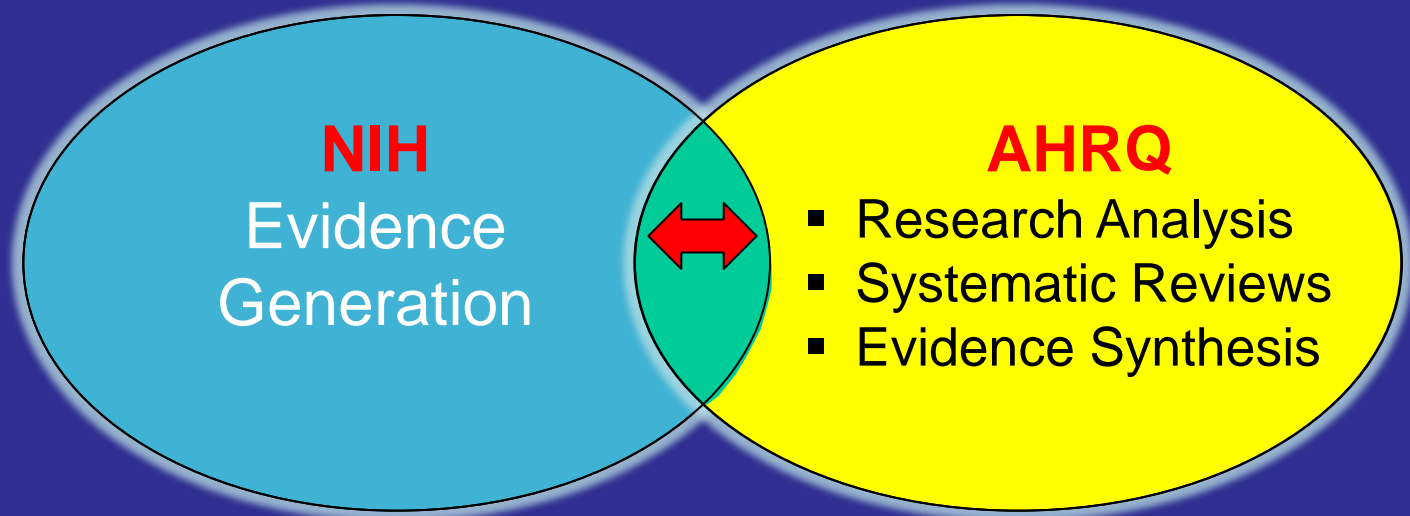 NIH
Evidence
Generation
AHRQ
▪ Research Analysis
▪ Systematic Reviews
▪ Evidence Synthesis